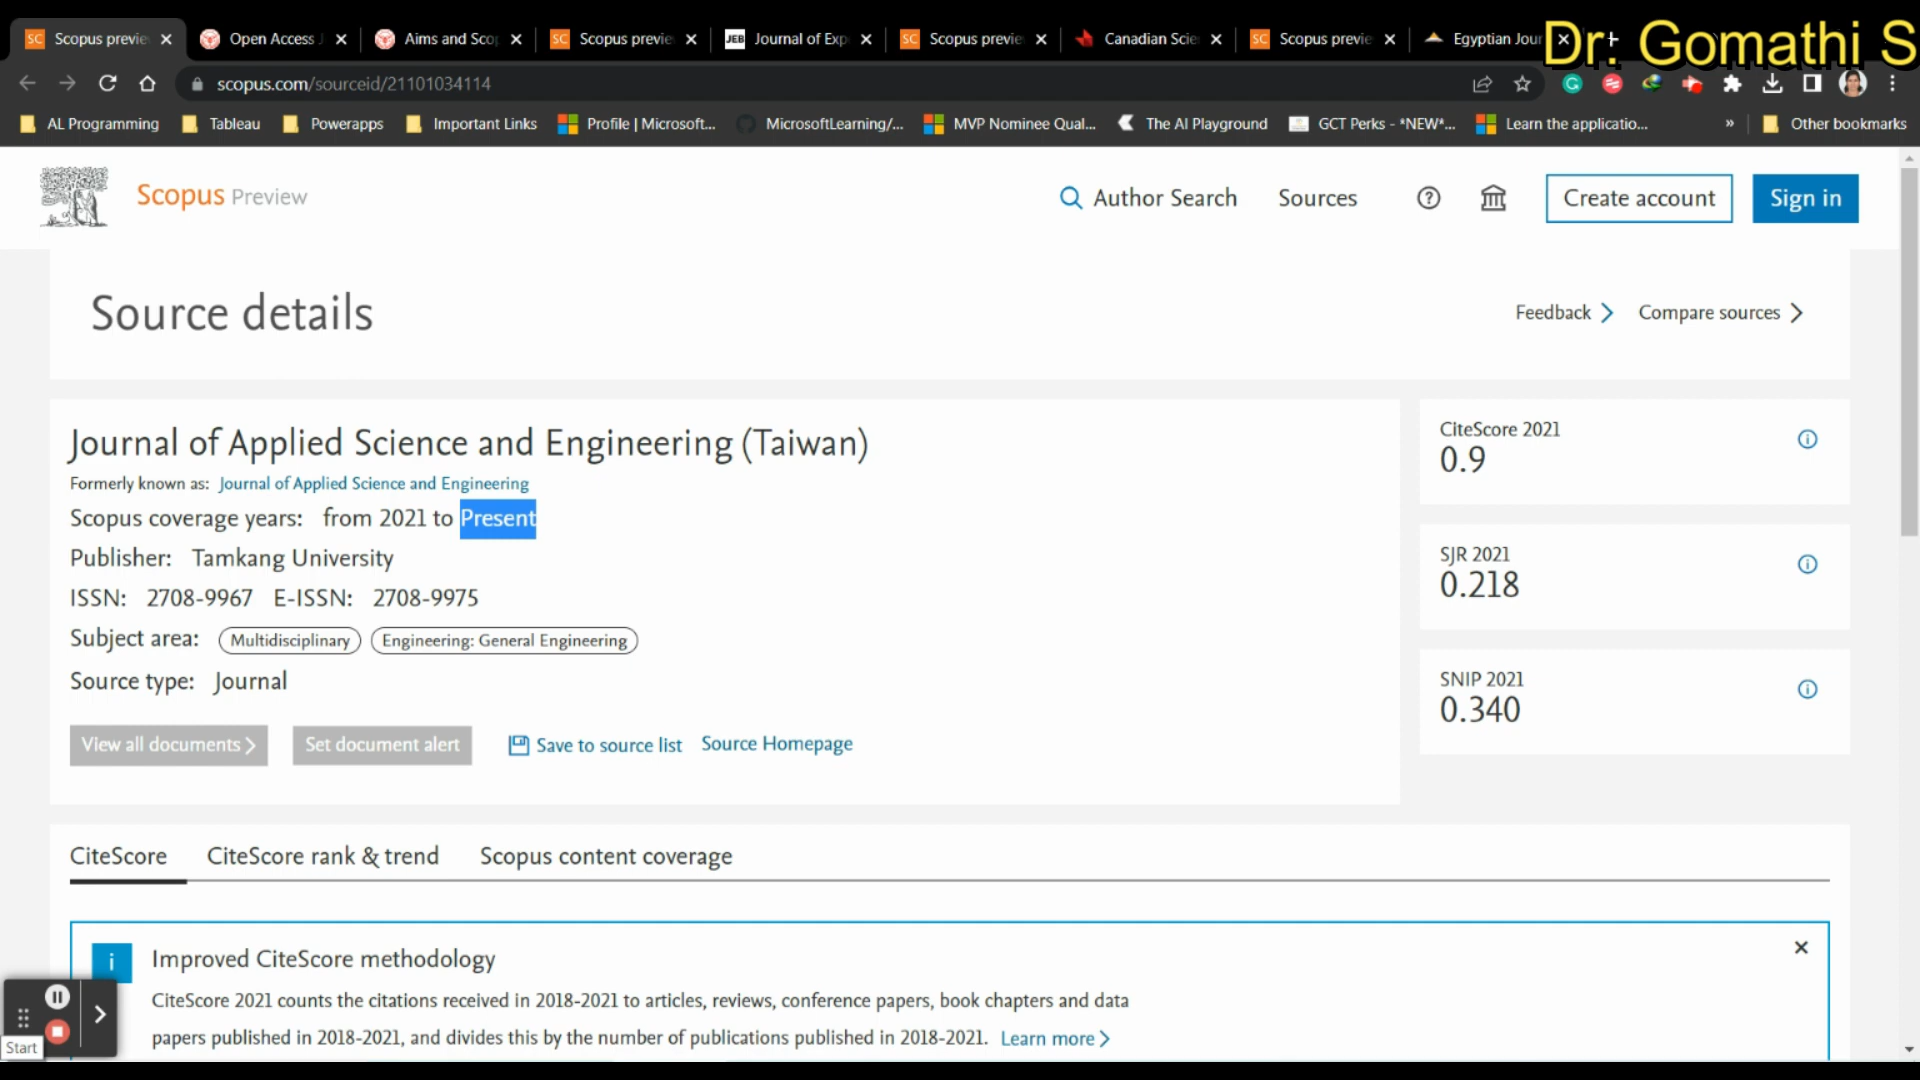 SC Scopus previe
Open Access J
Aims and Sco
SC Scopus previe
JEB Journal of Exp
SC Scopus previe
Canadian Scie
SC Scopus previe
Egyptian Jour
Dr. Gomathi S
scopus.com/sourceid/21101034114
AL Programming
Tableau
Powerapps
Important Links
Profile | Microsoft...
MicrosoftLearning/...
MVP Nominee Qual...
The AI Playground
GCT Perks - *NEW*...
Learn the applicatio...
»
Other bookmarks
Scopus Preview
Author Search
Sources
Create account
Sign in
Source details
Feedback
Compare sources
Journal of Applied Science and Engineering (Taiwan)
Formerly known as: Journal of Applied Science and Engineering
Scopus coverage years: from 2021 to Present
Publisher: Tamkang University
ISSN: 2708-9967 E-ISSN: 2708-9975
Subject area: Multidisciplinary Engineering: General Engineering
Source type: Journal
View all documents
Set document alert
Save to source list
Source Homepage
CiteScore 2021
0.9
SJR 2021
0.218
SNIP 2021
0.340
CiteScore
CiteScore rank & trend
Scopus content coverage
Improved CiteScore methodology
CiteScore 2021 counts the citations received in 2018-2021 to articles, reviews, conference papers, book chapters and data
papers published in 2018-2021, and divides this by the number of publications published in 2018-2021. Learn more
Start